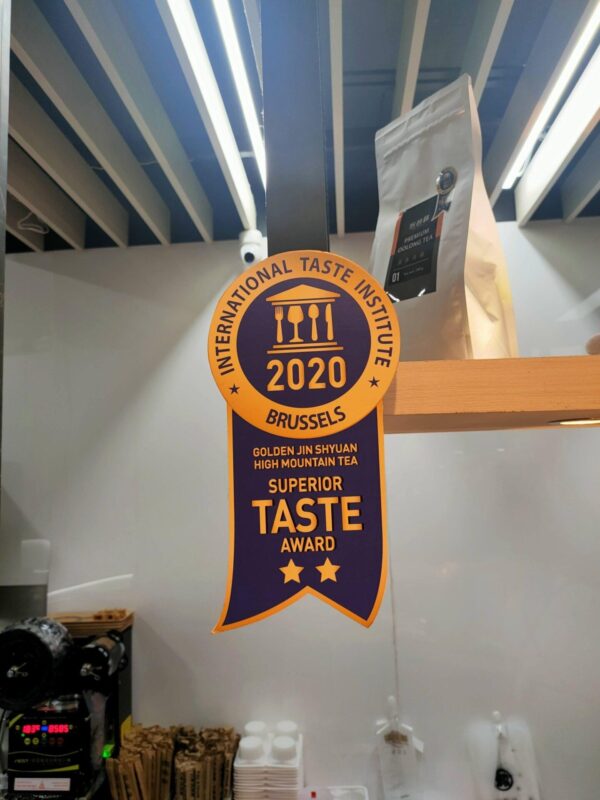 INTERNATIONAL TASTE INSTITUTE
2020
BRUSSELS
GOLDEN JIN SHYUAN
HIGH MOUNTAIN TEA
SUPERIOR
TASTE
AWARD
PREMIUM
OOLONG TEA
01